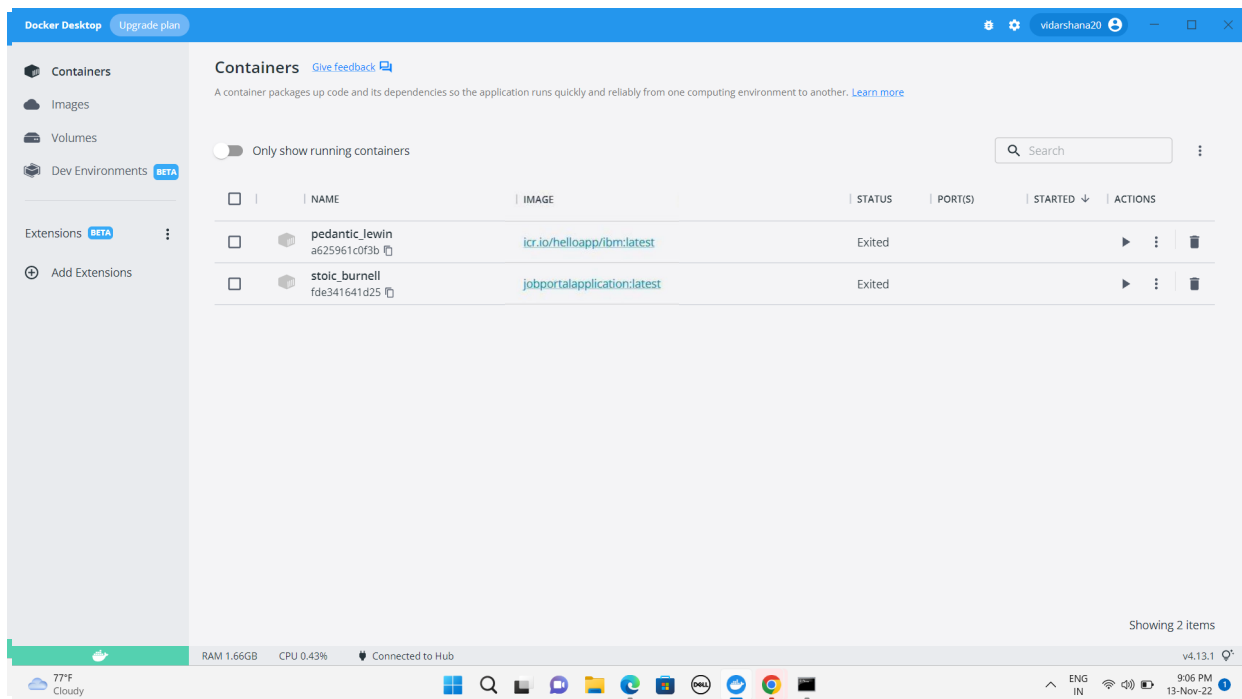 Docker Desktop Upgrade plan vidarshana20
Containers
Images
Volumes
Dev Environments BETA
Extensions BETA
Add Extensions
Containers Give feedback
A container packages up code and its dependencies so the application runs quickly and reliably from one computing environment to another. Learn more
Only show running containers
Search
NAME IMAGE STATUS PORT(S) STARTED ACTIONS
pedantic_lewin icr.io/helloapp/ibm:latest Exited
a625961c0f3b
stoic_burnell jobportalapplication:latest Exited
fde341641d25
Showing 2 items
RAM 1.66GB CPU 0.43% Connected to Hub v4.13.1
77°F
Cloudy
DELL
ENG
IN
9:06 PM
13-Nov-22
1